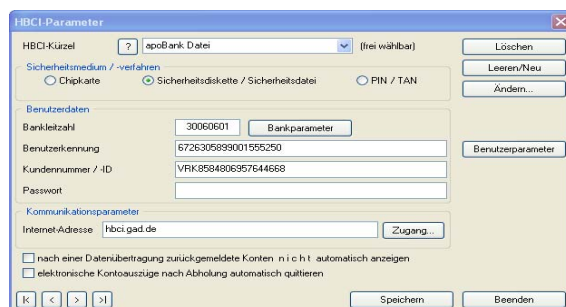 HBCI-Parameter
HBCI-Kürzel ? apoBank Datei (frei wählbar) Löschen
Sicherheitsmedium / -verfahren Leeren/Neu
Chipkarte Sicherheitsdiskette / Sicherheitsdatei PIN / TAN
Ändern...
Benutzerdaten
Bankleitzahl 30060601 Bankparameter
Benutzerkennung 6726305899001555250 Benutzerparameter
Kundennummer / -ID VRK8584806957644668
Passwort
Kommunikationsparameter
Internet-Adresse hbci.gad.de Zugang...
nach einer Datenübertragung zurückgemeldete Konten n i c h t automatisch anzeigen
elektronische Kontoauszüge nach Abholung automatisch quittieren
|< < > >| Speichern Beenden